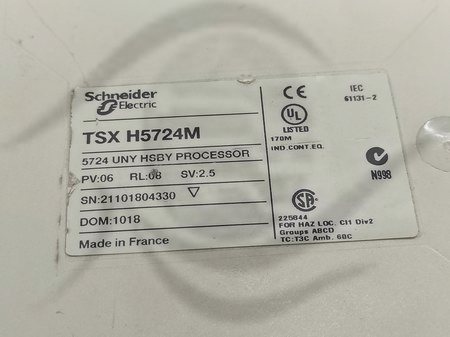 Schneider
Electric
TSX H5724M
5724 UNY HSBY PROCESSOR
PV:06 RL:08 SV:2.5
SN:21101804330
DOM:1018
Made in France
CE
IEC
61131-2
UL
LISTED
170M
IND.CONT.EQ.
N998
SA
225844
FOR HAZ LOC. Cl1 Div2
Groups ABCD
TC:T3C Amb. 60C